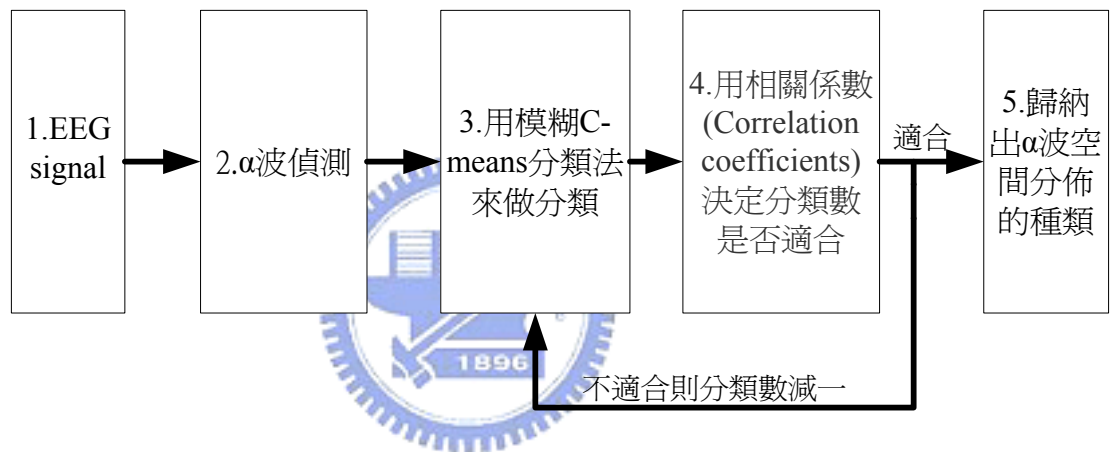 1.EEG
signal
2.α波偵測
3.用模糊C-
means分類法
來做分類
4.用相關係數
(Correlation
coefficients)
決定分類數
是否適合
適合
5.歸納
出α波空
間分佈
的種類
不適合則分類數減一
1896